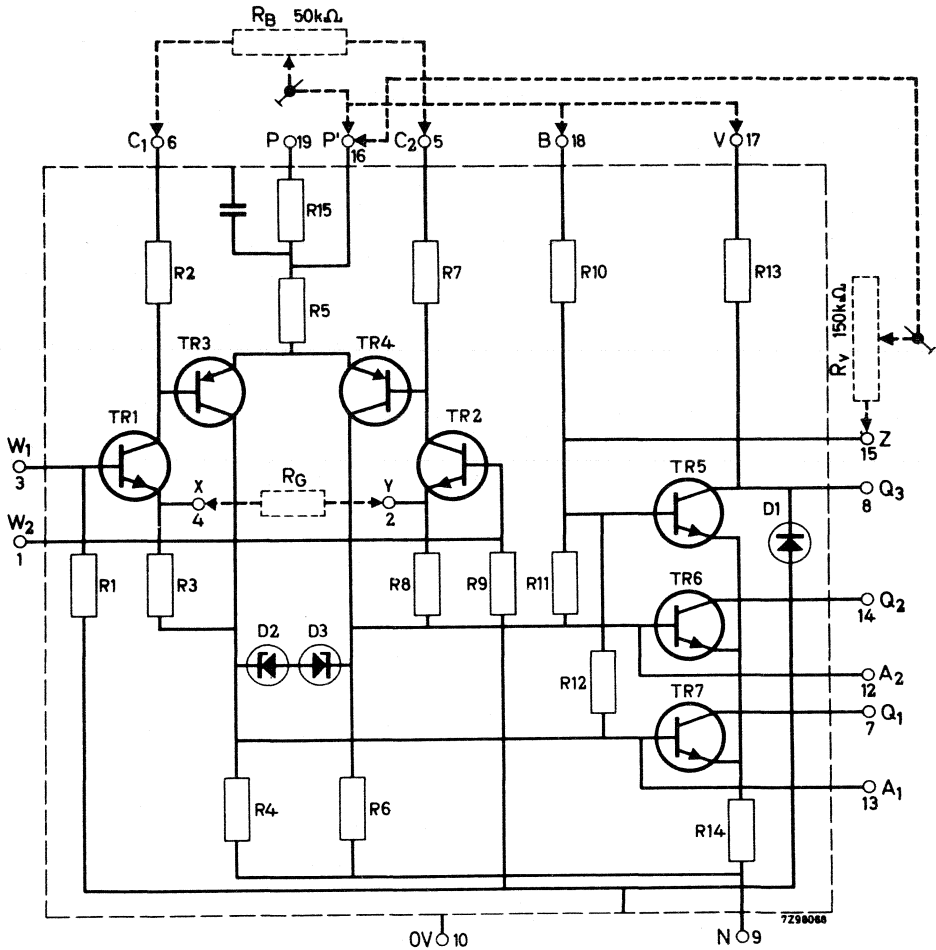 R_B 50kΩ
C₁ 6
P 19
P' 16
C₂ 5
B 18
V 17
R15
R2
R7
R10
R13
R5
R_V 150kΩ
TR3
TR4
TR1
TR2
W₁ 3
X 4
R_G
Y 2
Z 15
TR5
Q₃ 8
D1
W₂ 1
R1
R3
R8
R9
R11
TR6
Q₂ 14
D2
D3
R12
A₂ 12
TR7
Q₁ 7
R4
R6
A₁ 13
R14
7Z98068
0V 10
N 9